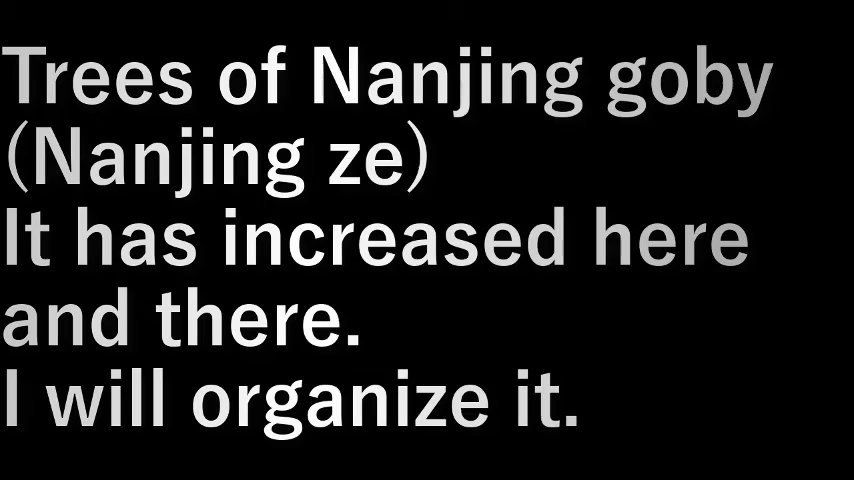 Trees of Nanjing goby
(Nanjing ze)
It has increased here
and there.
I will organize it.